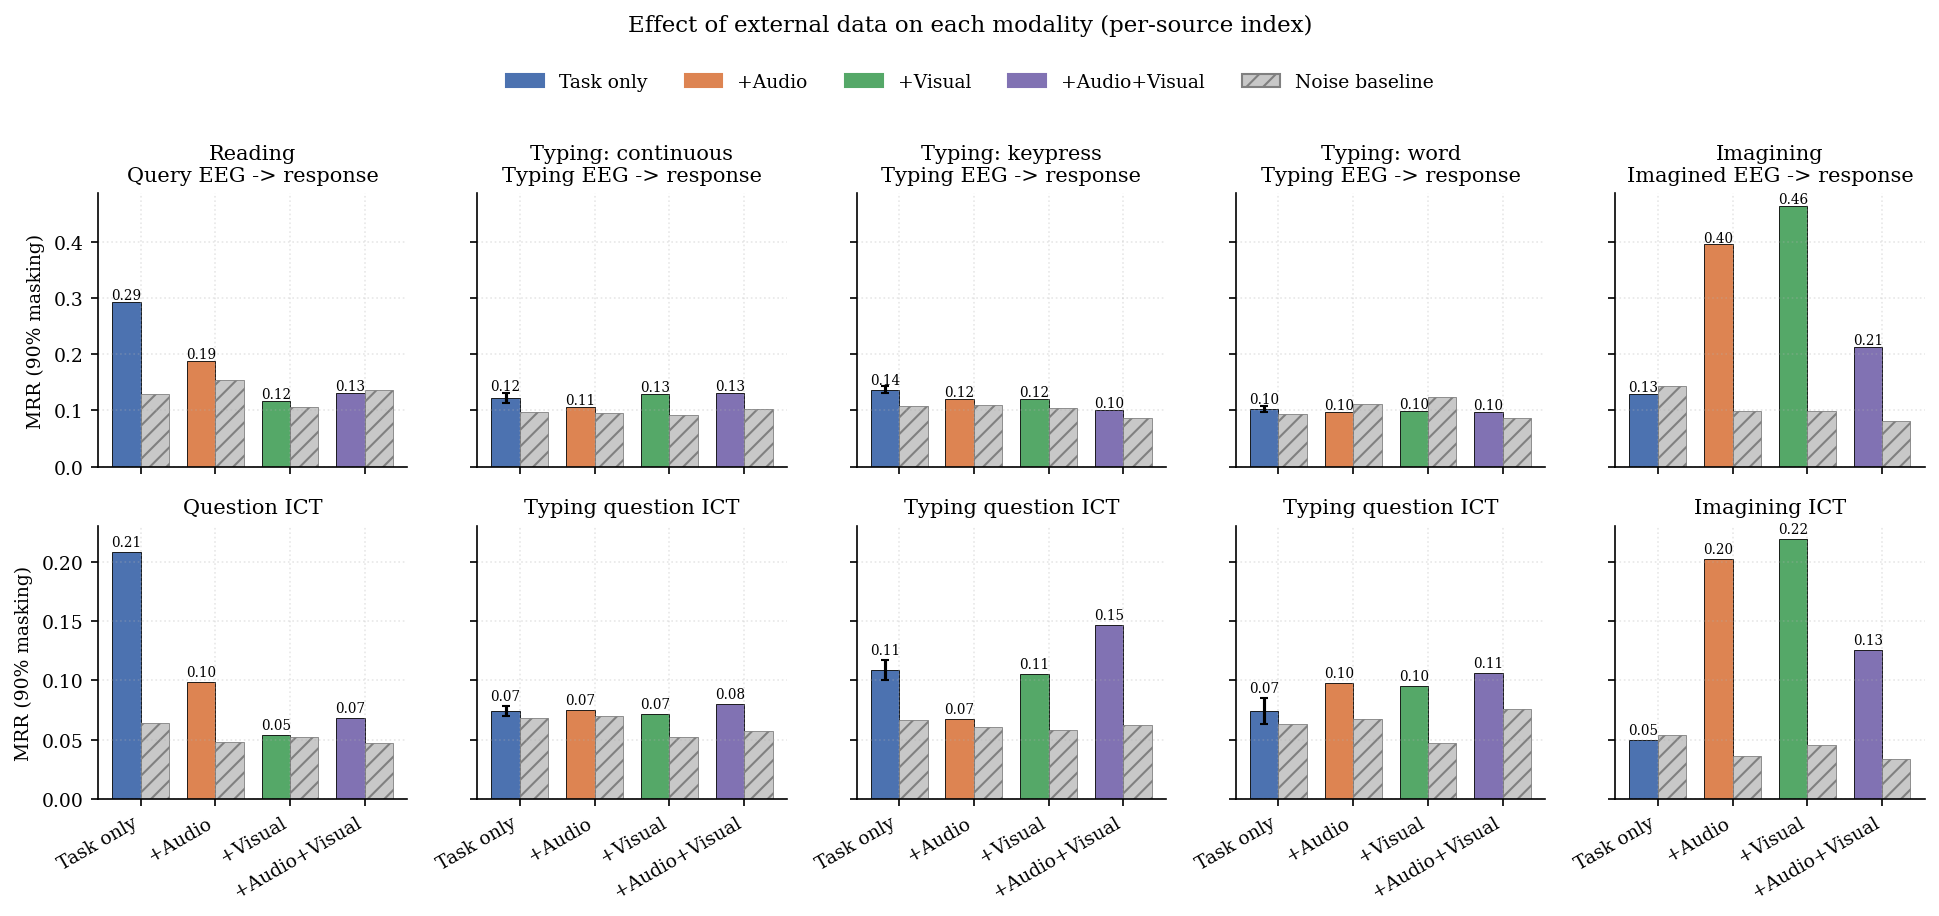 Effect of external data on each modality (per-source index)
Task only +Audio +Visual +Audio+Visual Noise baseline
Reading
Query EEG -> response
Typing: continuous
Typing EEG -> response
Typing: keypress
Typing EEG -> response
Typing: word
Typing EEG -> response
Imagining
Imagined EEG -> response
MRR (90% masking)
0.4
0.3
0.2
0.1
0.0
0.29 0.19 0.12 0.13
0.12 0.11 0.13 0.13
0.14 0.12 0.12 0.10
0.10 0.10 0.10 0.10
0.13 0.40 0.46 0.21
Question ICT
Typing question ICT
Typing question ICT
Typing question ICT
Imagining ICT
MRR (90% masking)
0.20
0.15
0.10
0.05
0.00
0.21 0.10 0.05 0.07
0.07 0.07 0.07 0.08
0.11 0.07 0.11 0.15
0.07 0.10 0.10 0.11
0.05 0.20 0.22 0.13
Task only +Audio +Visual +Audio+Visual
Task only +Audio +Visual +Audio+Visual
Task only +Audio +Visual +Audio+Visual
Task only +Audio +Visual +Audio+Visual
Task only +Audio +Visual +Audio+Visual